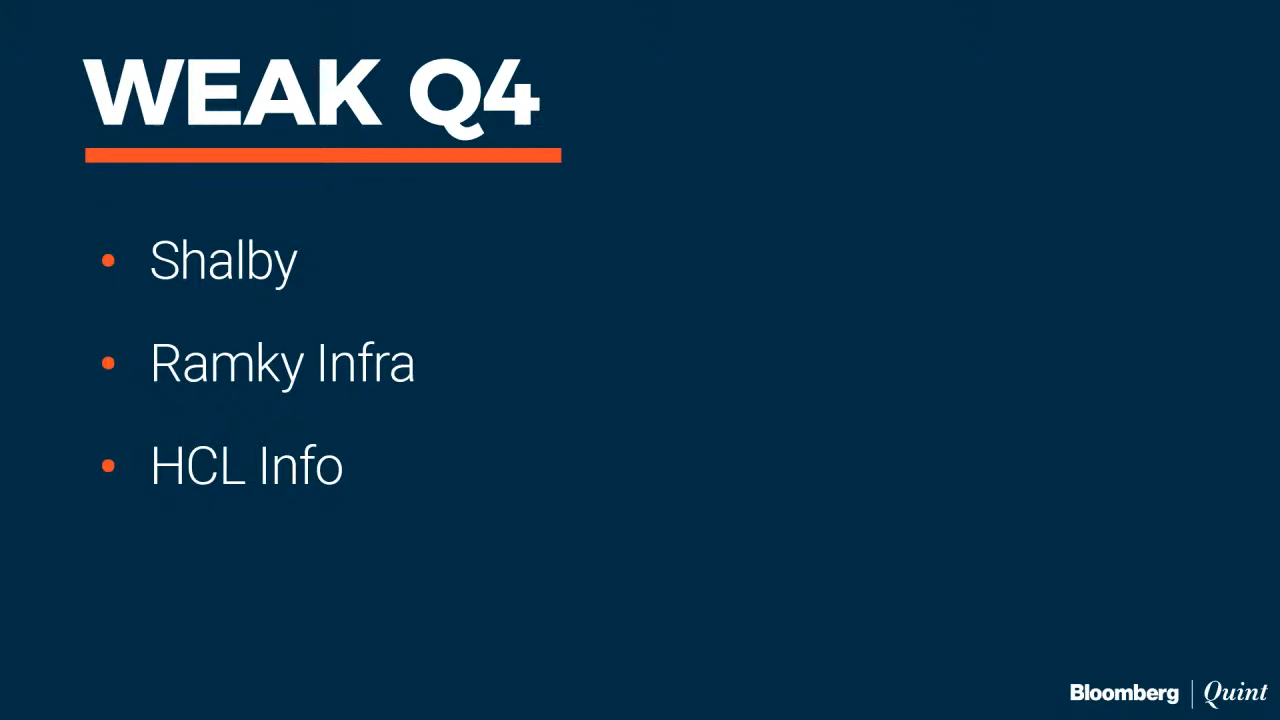 WEAK Q4
• Shalby
• Ramky Infra
• HCL Info
Bloomberg | Quint